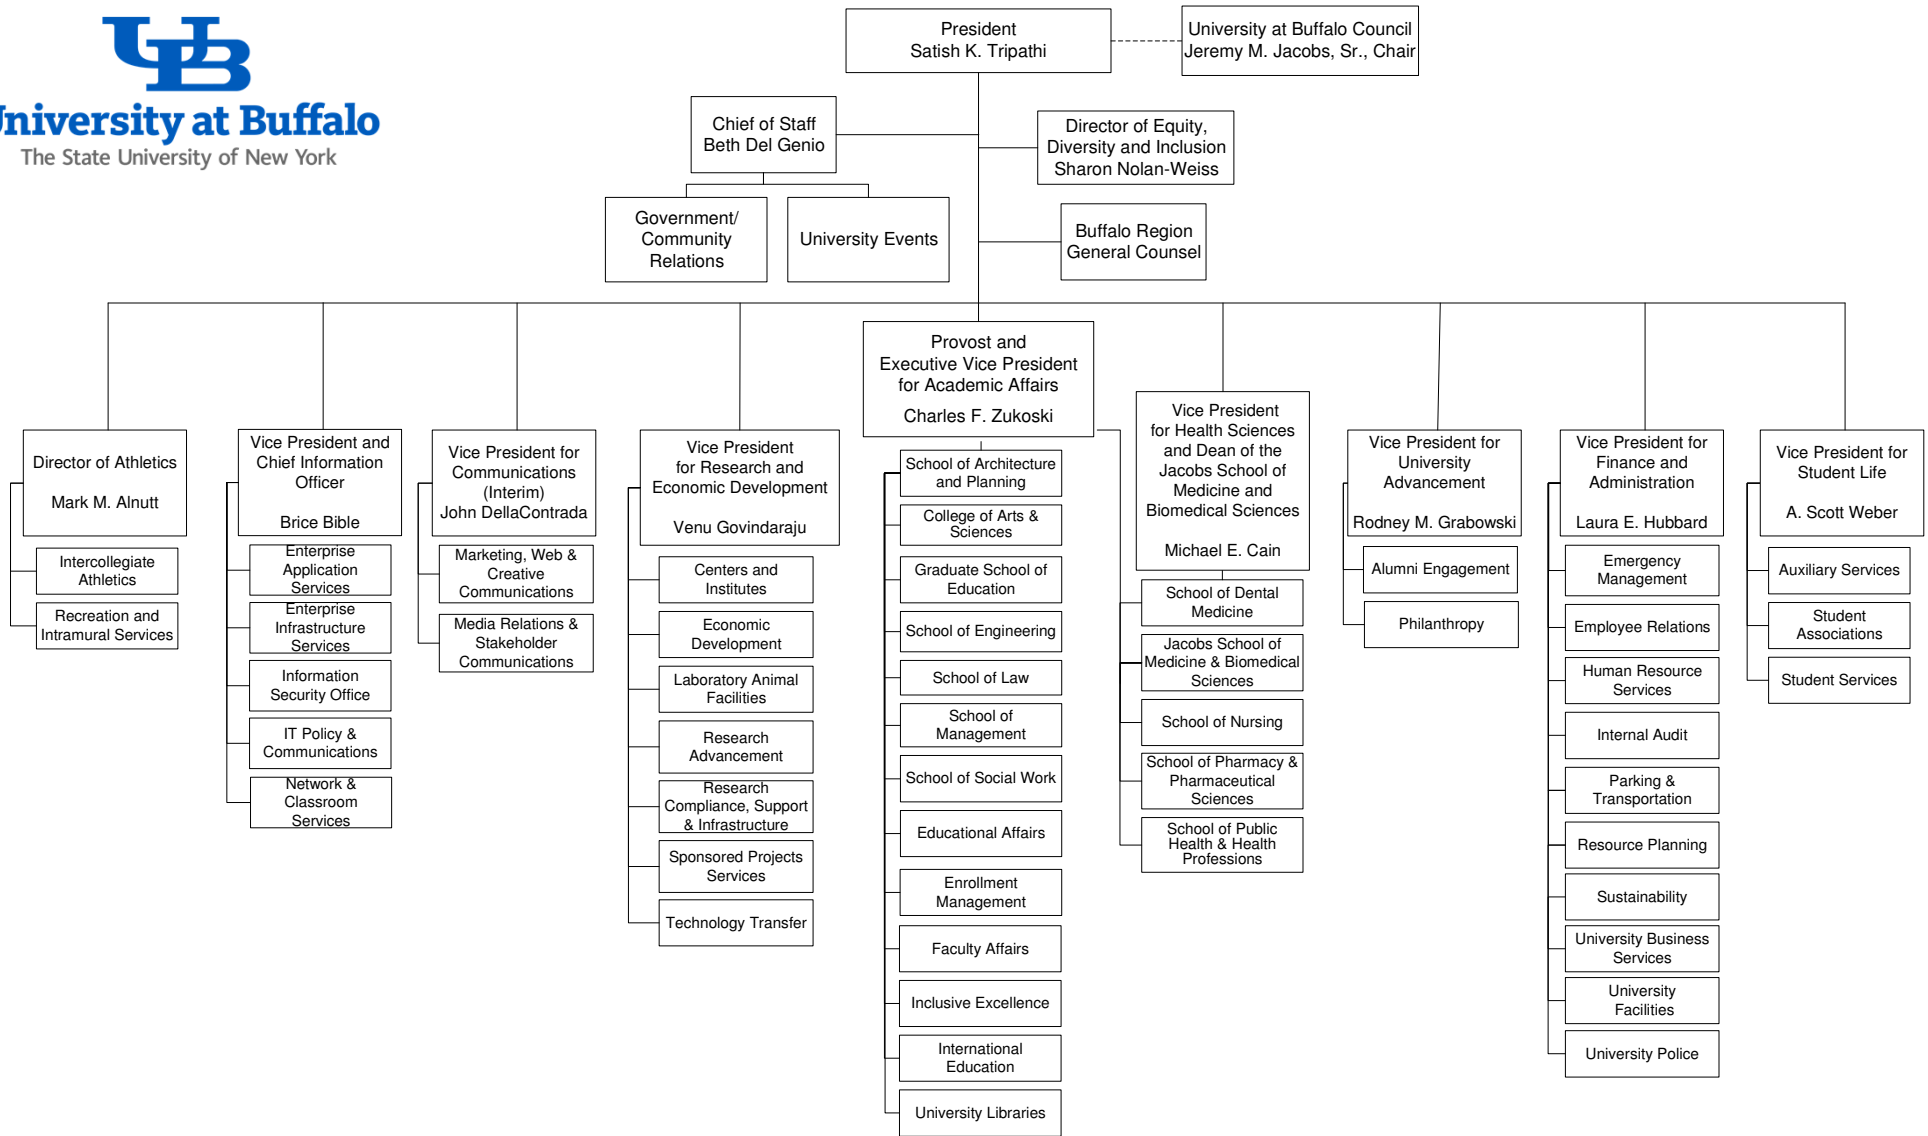 University at Buffalo
The State University of New York
President
Satish K. Tripathi
University at Buffalo Council
Jeremy M. Jacobs, Sr., Chair
Chief of Staff
Beth Del Genio
Director of Equity,
Diversity and Inclusion
Sharon Nolan-Weiss
Government/
Community
Relations
University Events
Buffalo Region
General Counsel
Director of Athletics
Mark M. Alnutt
Intercollegiate
Athletics
Recreation and
Intramural Services
Vice President and
Chief Information
Officer
Brice Bible
Enterprise
Application
Services
Enterprise
Infrastructure
Services
Information
Security Office
IT Policy &
Communications
Network &
Classroom
Services
Vice President for
Communications
(Interim)
John DellaContrada
Marketing, Web &
Creative
Communications
Media Relations &
Stakeholder
Communications
Vice President
for Research and
Economic Development
Venu Govindaraju
Centers and
Institutes
Economic
Development
Laboratory Animal
Facilities
Research
Advancement
Research
Compliance, Support
& Infrastructure
Sponsored Projects
Services
Technology Transfer
Provost and
Executive Vice President
for Academic Affairs
Charles F. Zukoski
School of Architecture
and Planning
College of Arts &
Sciences
Graduate School of
Education
School of Engineering
School of Law
School of
Management
School of Social Work
Educational Affairs
Enrollment
Management
Faculty Affairs
Inclusive Excellence
International
Education
University Libraries
Vice President
for Health Sciences
and Dean of the
Jacobs School of
Medicine and
Biomedical Sciences
Michael E. Cain
School of Dental
Medicine
Jacobs School of
Medicine & Biomedical
Sciences
School of Nursing
School of Pharmacy &
Pharmaceutical
Sciences
School of Public
Health & Health
Professions
Vice President for
University
Advancement
Rodney M. Grabowski
Alumni Engagement
Philanthropy
Vice President for
Finance and
Administration
Laura E. Hubbard
Emergency
Management
Employee Relations
Human Resource
Services
Internal Audit
Parking &
Transportation
Resource Planning
Sustainability
University Business
Services
University
Facilities
University Police
Vice President for
Student Life
A. Scott Weber
Auxiliary Services
Student
Associations
Student Services